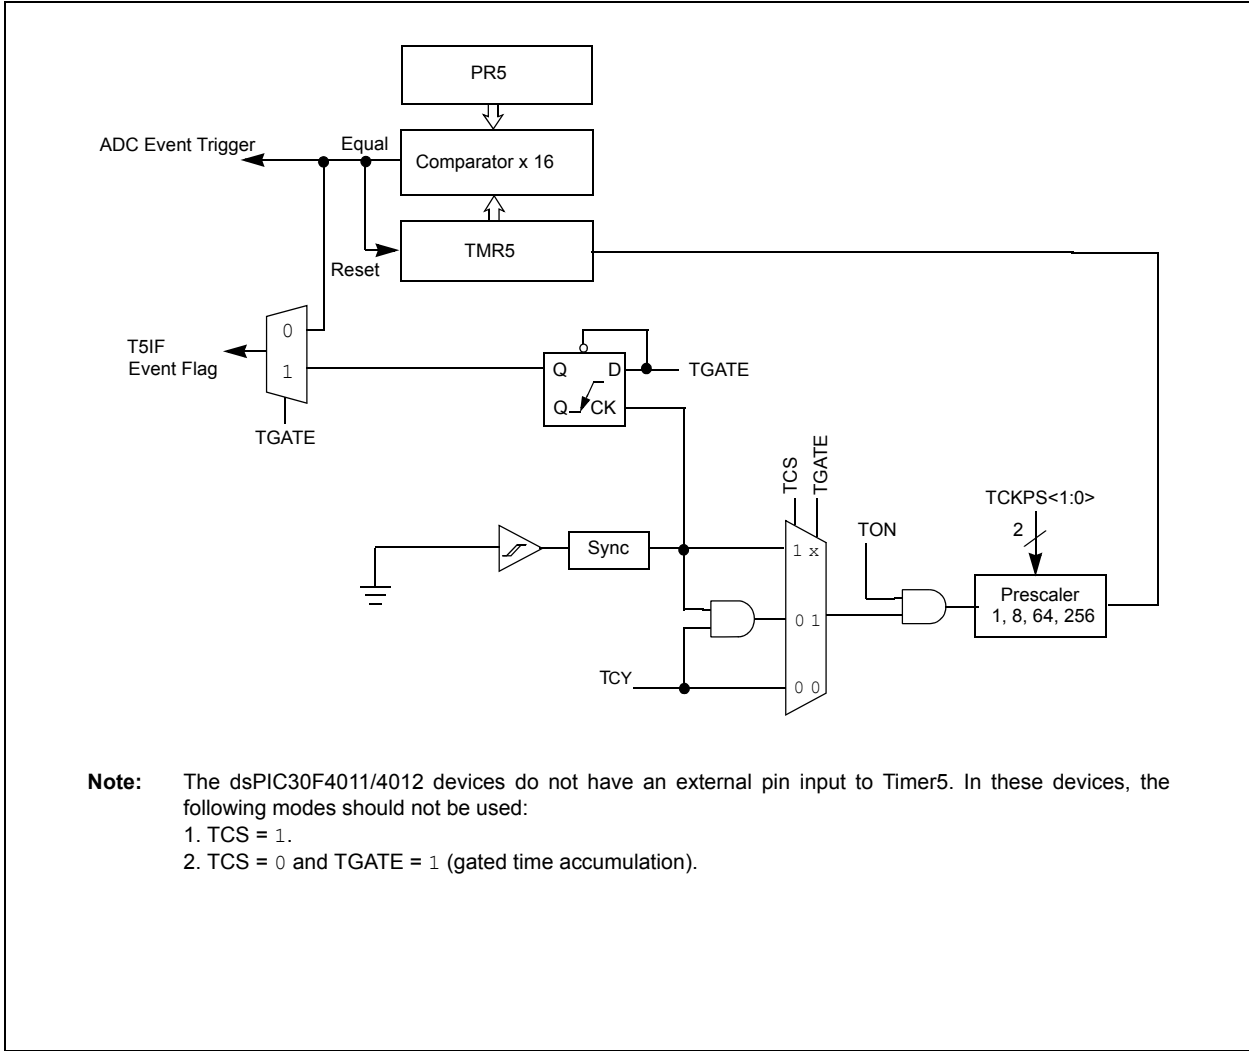 PR5
ADC Event Trigger
Equal
Comparator x 16
TMR5
Reset
0
T5IF
Event Flag
1
Q D
TGATE
Q CK
TGATE
TCS
TGATE
TCKPS<1:0>
2
TON
Sync
1 x
Prescaler
1, 8, 64, 256
0 1
TCY
0 0
Note: The dsPIC30F4011/4012 devices do not have an external pin input to Timer5. In these devices, the
following modes should not be used:
1. TCS = 1.
2. TCS = 0 and TGATE = 1 (gated time accumulation).